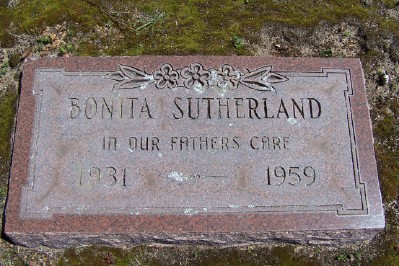 BONITA SUTHERLAND
IN OUR FATHERS CARE
1931 1959